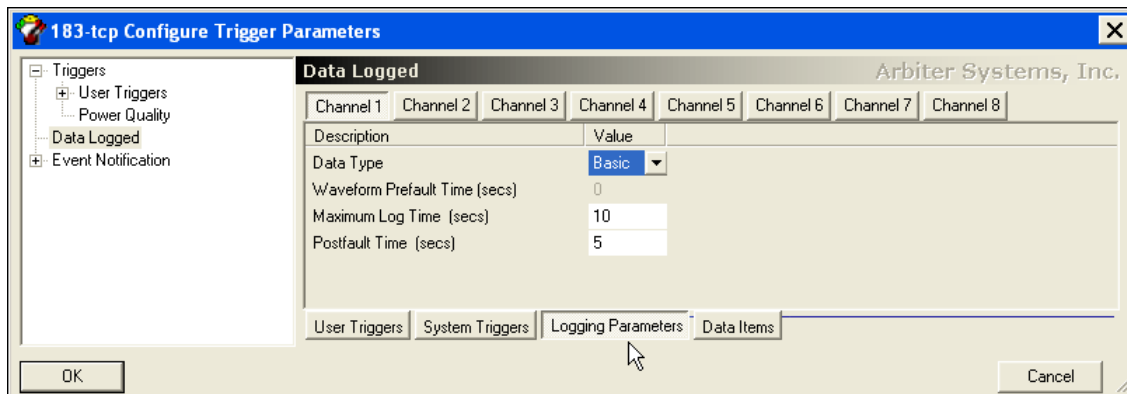 183-tcp Configure Trigger Parameters
Triggers
User Triggers
Power Quality
Data Logged
Event Notification
Data Logged
Arbiter Systems, Inc.
Channel 1 Channel 2 Channel 3 Channel 4 Channel 5 Channel 6 Channel 7 Channel 8
Description Value
Data Type Basic
Waveform Prefault Time (secs) 0
Maximum Log Time (secs) 10
Postfault Time (secs) 5
User Triggers System Triggers Logging Parameters Data Items
OK Cancel